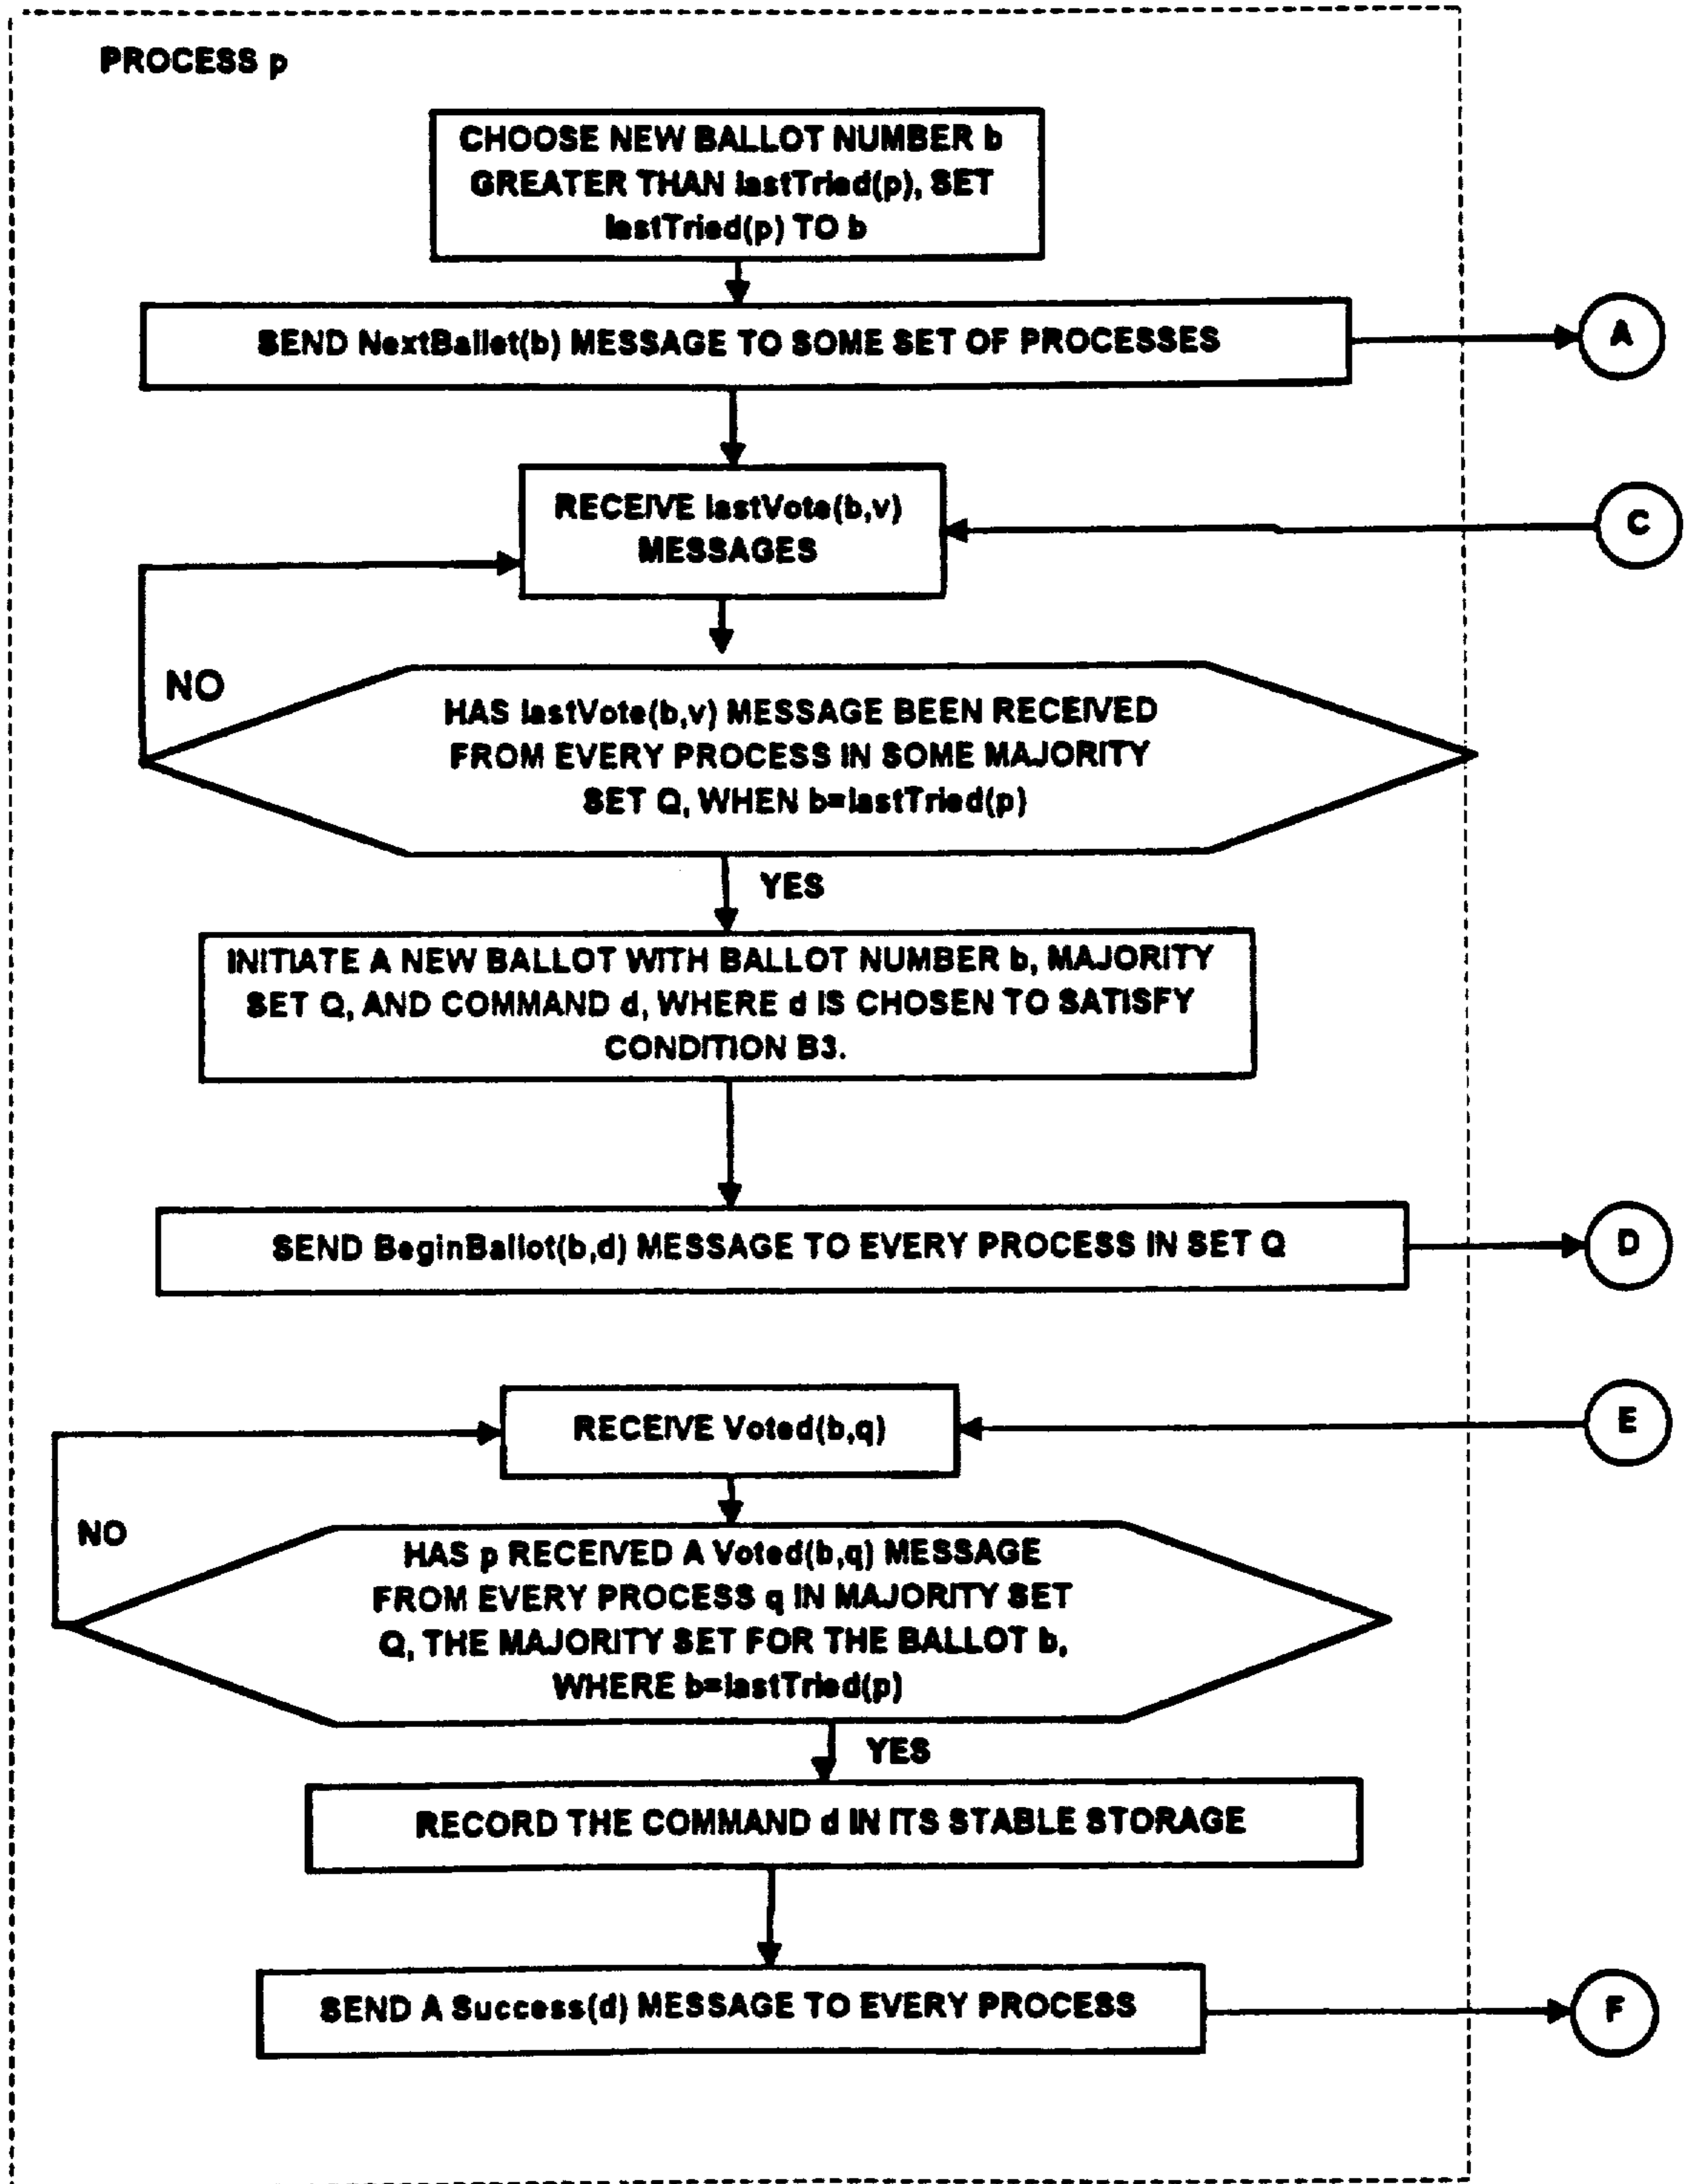 PROCESS p
CHOOSE NEW BALLOT NUMBER b
GREATER THAN lastTried(p), SET
lastTried(p) TO b
SEND NextBallet(b) MESSAGE TO SOME SET OF PROCESSES
A
RECEIVE lastVote(b,v)
MESSAGES
C
NO
HAS lastVote(b,v) MESSAGE BEEN RECEIVED
FROM EVERY PROCESS IN SOME MAJORITY
SET Q, WHEN b=lastTried(p)
YES
INITIATE A NEW BALLOT WITH BALLOT NUMBER b, MAJORITY
SET Q, AND COMMAND d, WHERE d IS CHOSEN TO SATISFY
CONDITION B3.
SEND BeginBallot(b,d) MESSAGE TO EVERY PROCESS IN SET Q
D
RECEIVE Voted(b,q)
E
NO
HAS p RECEIVED A Voted(b,q) MESSAGE
FROM EVERY PROCESS q IN MAJORITY SET
Q, THE MAJORITY SET FOR THE BALLOT b,
WHERE b=lastTried(p)
YES
RECORD THE COMMAND d IN ITS STABLE STORAGE
SEND A Success(d) MESSAGE TO EVERY PROCESS
F